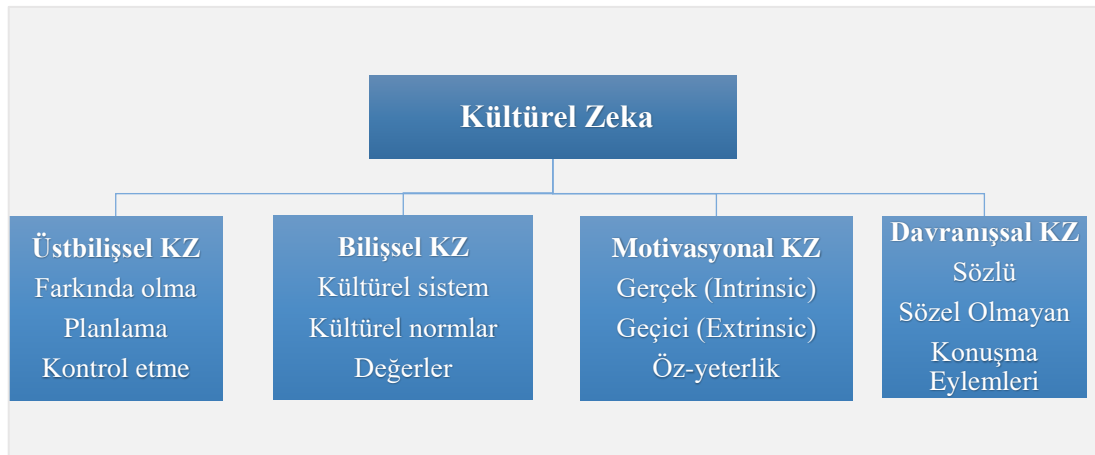 Kültürel Zeka
Üstbilişsel KZ
Farkında olma
Planlama
Kontrol etme
Bilişsel KZ
Kültürel sistem
Kültürel normlar
Değerler
Motivasyonal KZ
Gerçek (Intrinsic)
Geçici (Extrinsic)
Öz-yeterlik
Davranışsal KZ
Sözlü
Sözel Olmayan
Konuşma
Eylemleri